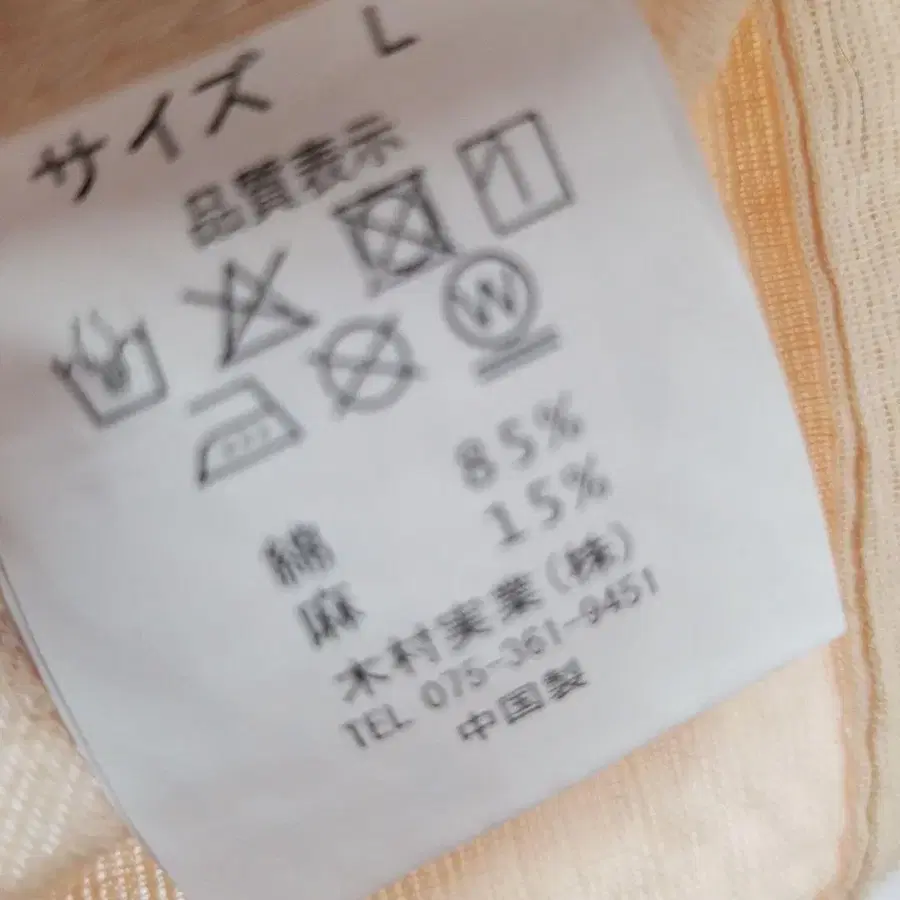 サイズ L
品質表示
W
綿 85%
麻 15%
木村実業(株)
TEL 075-361-9451
中国製